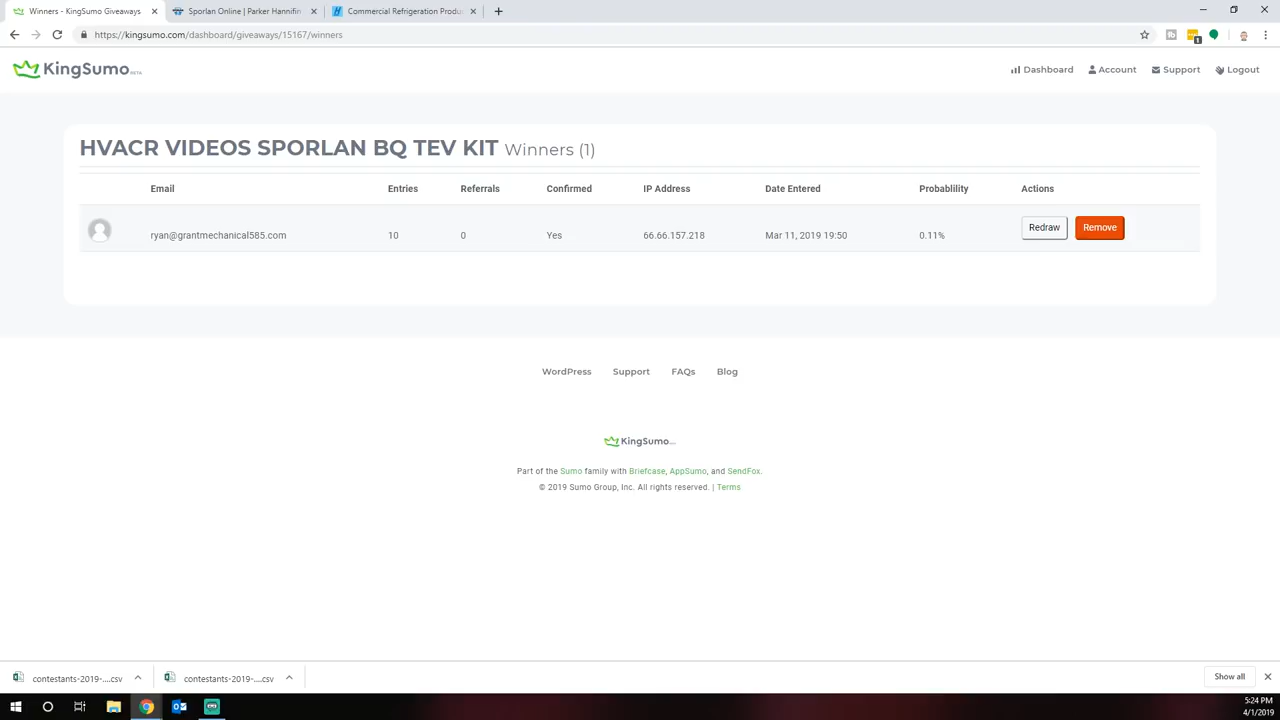 Winners - KingSumo Giveaways
Sporlan Online | Parker Hannifin
Commercial Refrigeration Produ
https://kingsumo.com/dashboard/giveaways/15167/winners
1
KingSumo BETA
Dashboard Account Support Logout
HVACR VIDEOS SPORLAN BQ TEV KIT Winners (1)
Email Entries Referrals Confirmed IP Address Date Entered Probablility Actions
ryan@grantmechanical585.com 10 0 Yes 66.66.157.218 Mar 11, 2019 19:50 0.11% Redraw Remove
WordPress Support FAQs Blog
KingSumo
Part of the Sumo family with Briefcase, AppSumo, and SendFox.
© 2019 Sumo Group, Inc. All rights reserved. | Terms
contestants-2019-....csv contestants-2019-....csv Show all
5:24 PM
4/1/2019